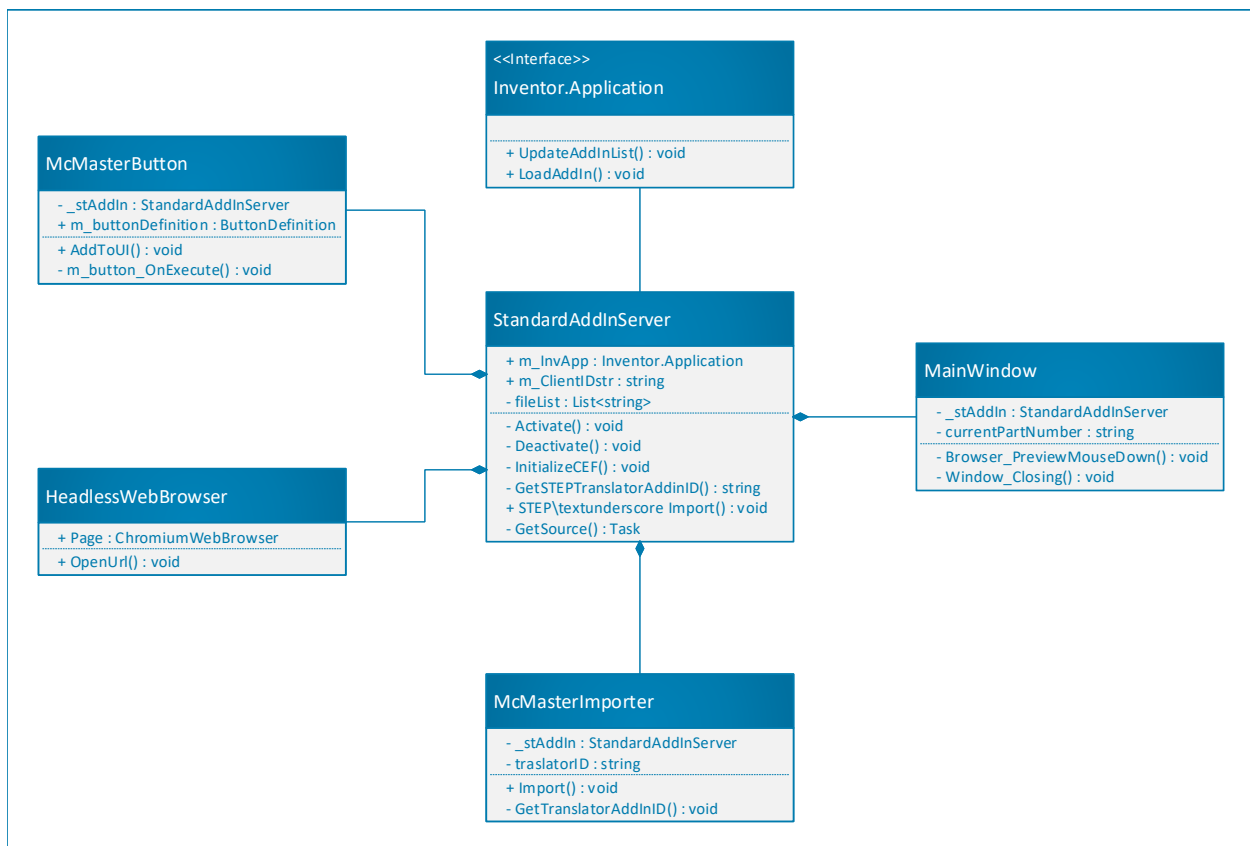 <<Interface>>
Inventor.Application
+ UpdateAddInList() : void
+ LoadAddIn() : void
McMasterButton
- _stAddIn : StandardAddInServer
+ m_buttonDefinition : ButtonDefinition
+ AddToUI() : void
- m_button_OnExecute() : void
StandardAddInServer
+ m_InvApp : Inventor.Application
+ m_ClientIDstr : string
- fileList : List<string>
- Activate() : void
- Deactivate() : void
- InitializeCEF() : void
- GetSTEPTranslatorAddinID() : string
+ STEP\textunderscore Import() : void
- GetSource() : Task
MainWindow
- _stAddIn : StandardAddInServer
- currentPartNumber : string
- Browser_PreviewMouseDown() : void
- Window_Closing() : void
HeadlessWebBrowser
+ Page : ChromiumWebBrowser
+ OpenUrl() : void
McMasterImporter
- _stAddIn : StandardAddInServer
- traslatorID : string
+ Import() : void
- GetTranslatorAddInID() : void